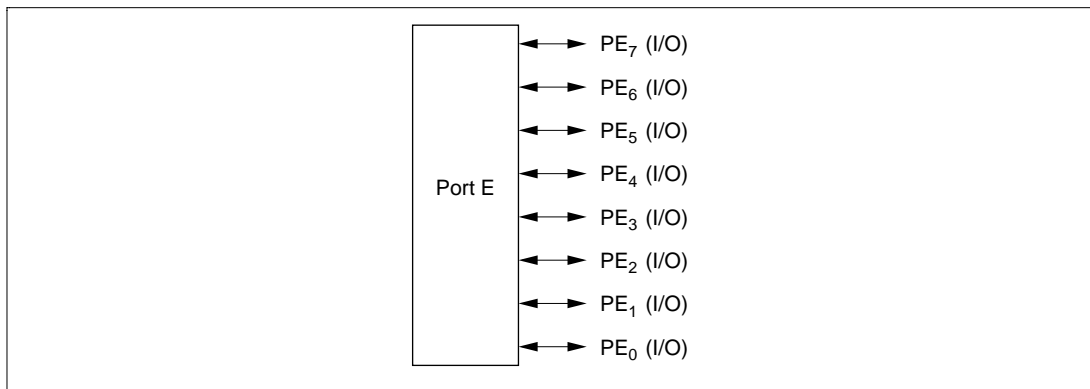 PE₇ (I/O)
PE₆ (I/O)
PE₅ (I/O)
PE₄ (I/O)
Port E
PE₃ (I/O)
PE₂ (I/O)
PE₁ (I/O)
PE₀ (I/O)